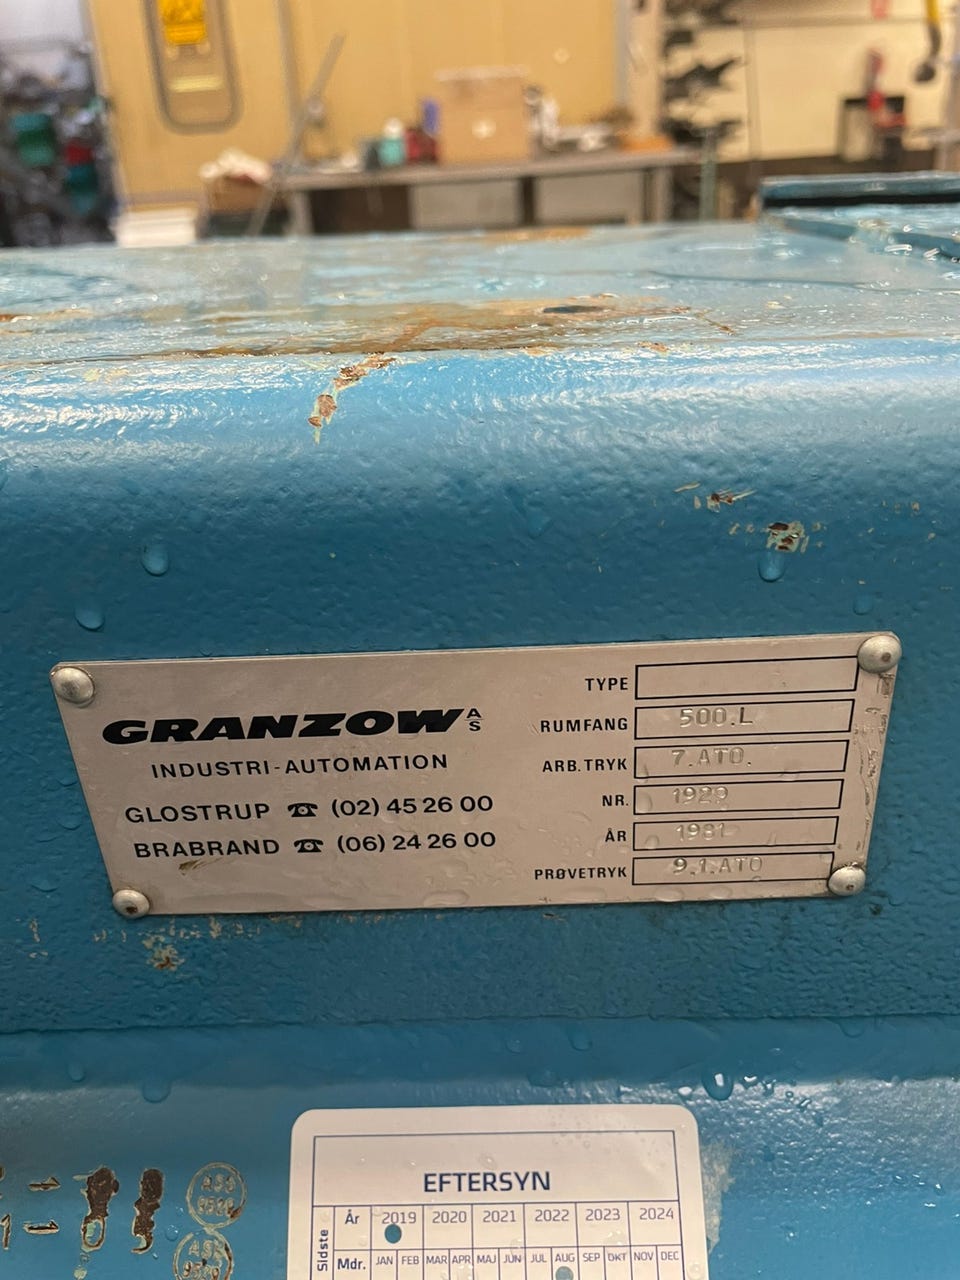 GRANZOW A/S
INDUSTRI-AUTOMATION
GLOSTRUP ☎ (02) 45 26 00
BRABRAND ☎ (06) 24 26 00
TYPE
RUMFANG 500.L
ARB.TRYK 7.ATO.
NR. 1929
ÅR 1981
PRØVETRYK 9.1.ATO
EFTERSYN
Sidste
År 2019 2020 2021 2022 2023 2024
Mdr. JAN FEB MAR APR MAJ JUN JUL AUG SEP OKT NOV DEC